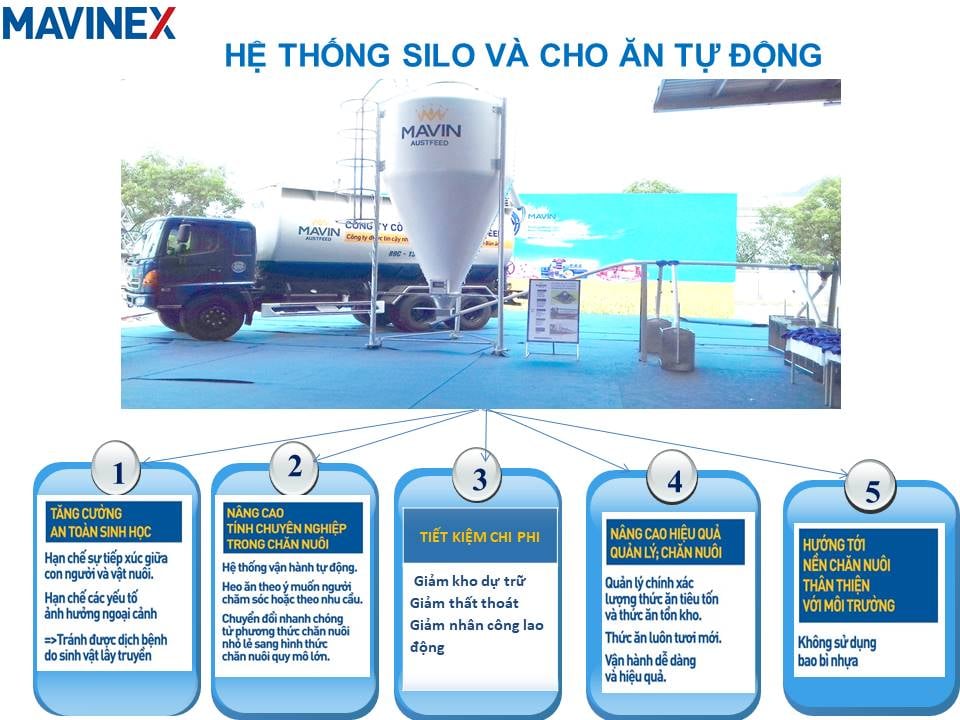 MAVINEX
HỆ THỐNG SILO VÀ CHO ĂN TỰ ĐỘNG
MAVIN
AUSTFEED
MAVIN
AUSTFEED
CÔNG TY CỔ
Công ty được tin cậy
89C - 13
MAVIN
1
TĂNG CƯỜNG
AN TOÀN SINH HỌC
Hạn chế sự tiếp xúc giữa
con người và vật nuôi.
Hạn chế các yếu tố
ảnh hưởng ngoại cảnh
=>Tránh được dịch bệnh
do sinh vật lây truyền
2
NÂNG CAO
TÍNH CHUYÊN NGHIỆP
TRONG CHĂN NUÔI
Hệ thống vận hành tự động.
Heo ăn theo ý muốn người
chăm sóc hoặc theo nhu cầu.
Chuyển đổi nhanh chóng
từ phương thức chăn nuôi
nhỏ lẻ sang hình thức
chăn nuôi quy mô lớn.
3
TIẾT KIỆM CHI PHI
Giảm kho dự trữ
Giảm thất thoát
Giảm nhân công lao
động
4
NÂNG CAO HIỆU QUẢ
QUẢN LÝ; CHĂN NUÔI
Quản lý chính xác
lượng thức ăn tiêu tốn
và thức ăn tồn kho.
Thức ăn luôn tươi mới.
Vận hành dễ dàng
và hiệu quả.
5
HƯỚNG TỚI
NỀN CHĂN NUÔI
THÂN THIỆN
VỚI MÔI TRƯỜNG
Không sử dụng
bao bì nhựa